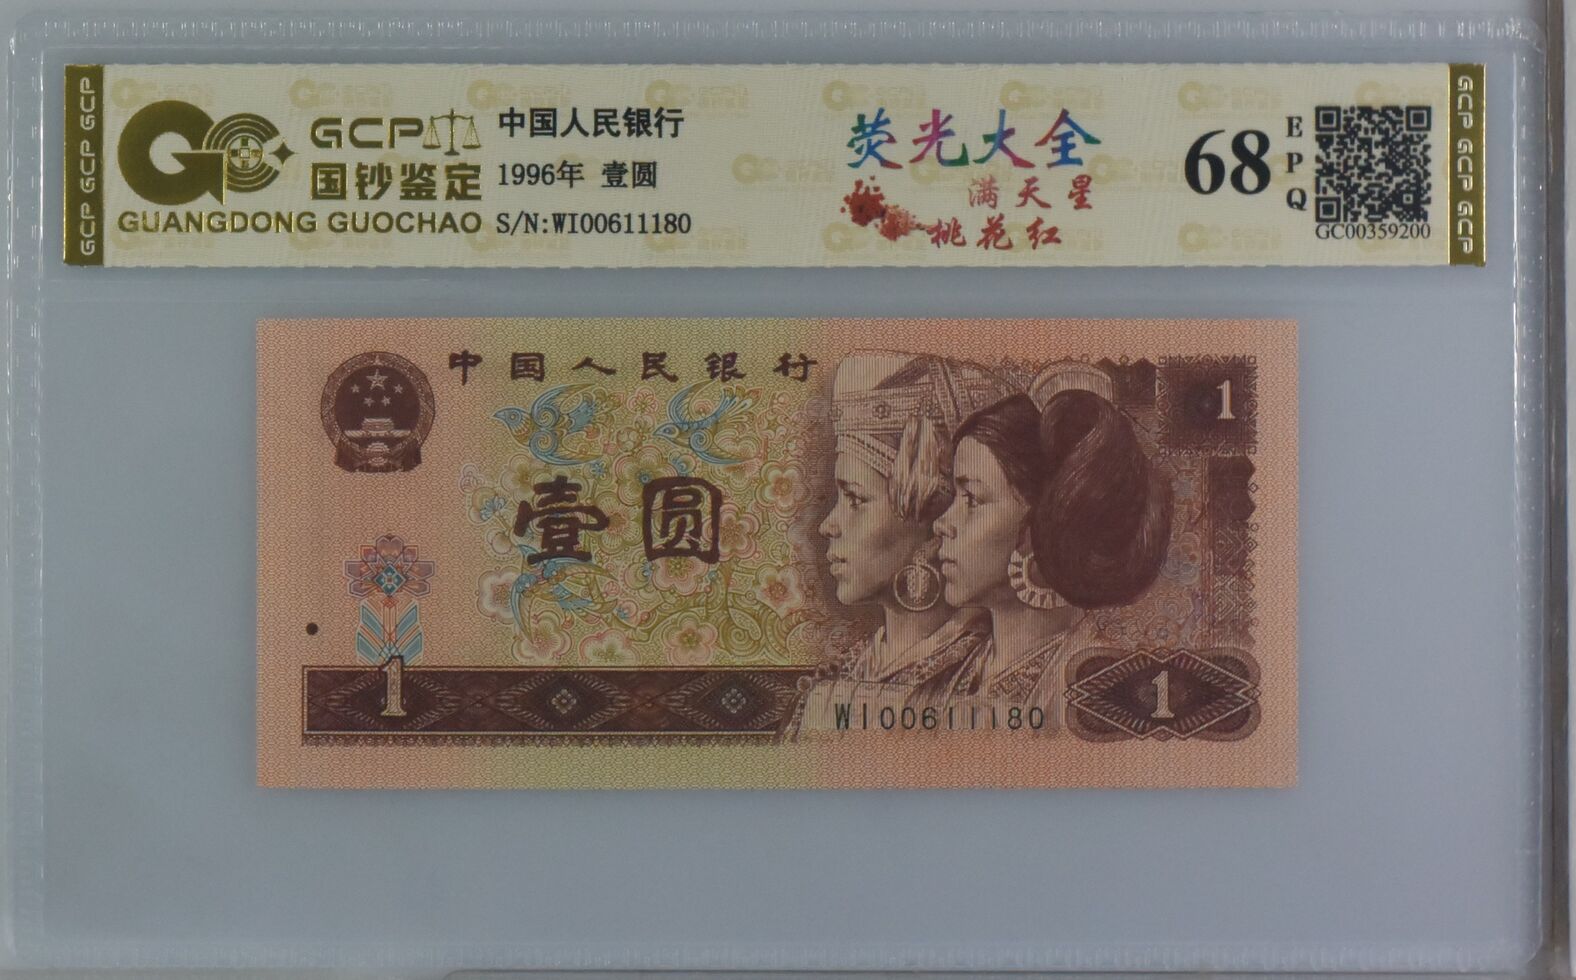 GCP GCP GCP
GCP
国钞鉴定
GUANGDONG GUOCHAO
中国人民银行
1996年 壹圆
S/N:WI00611180
荧光大全
满天星
桃花红
68
EPQ
GC00359200
GCP GCP GCP
中国人民银行
1
壹圆
1
WI00611180
1